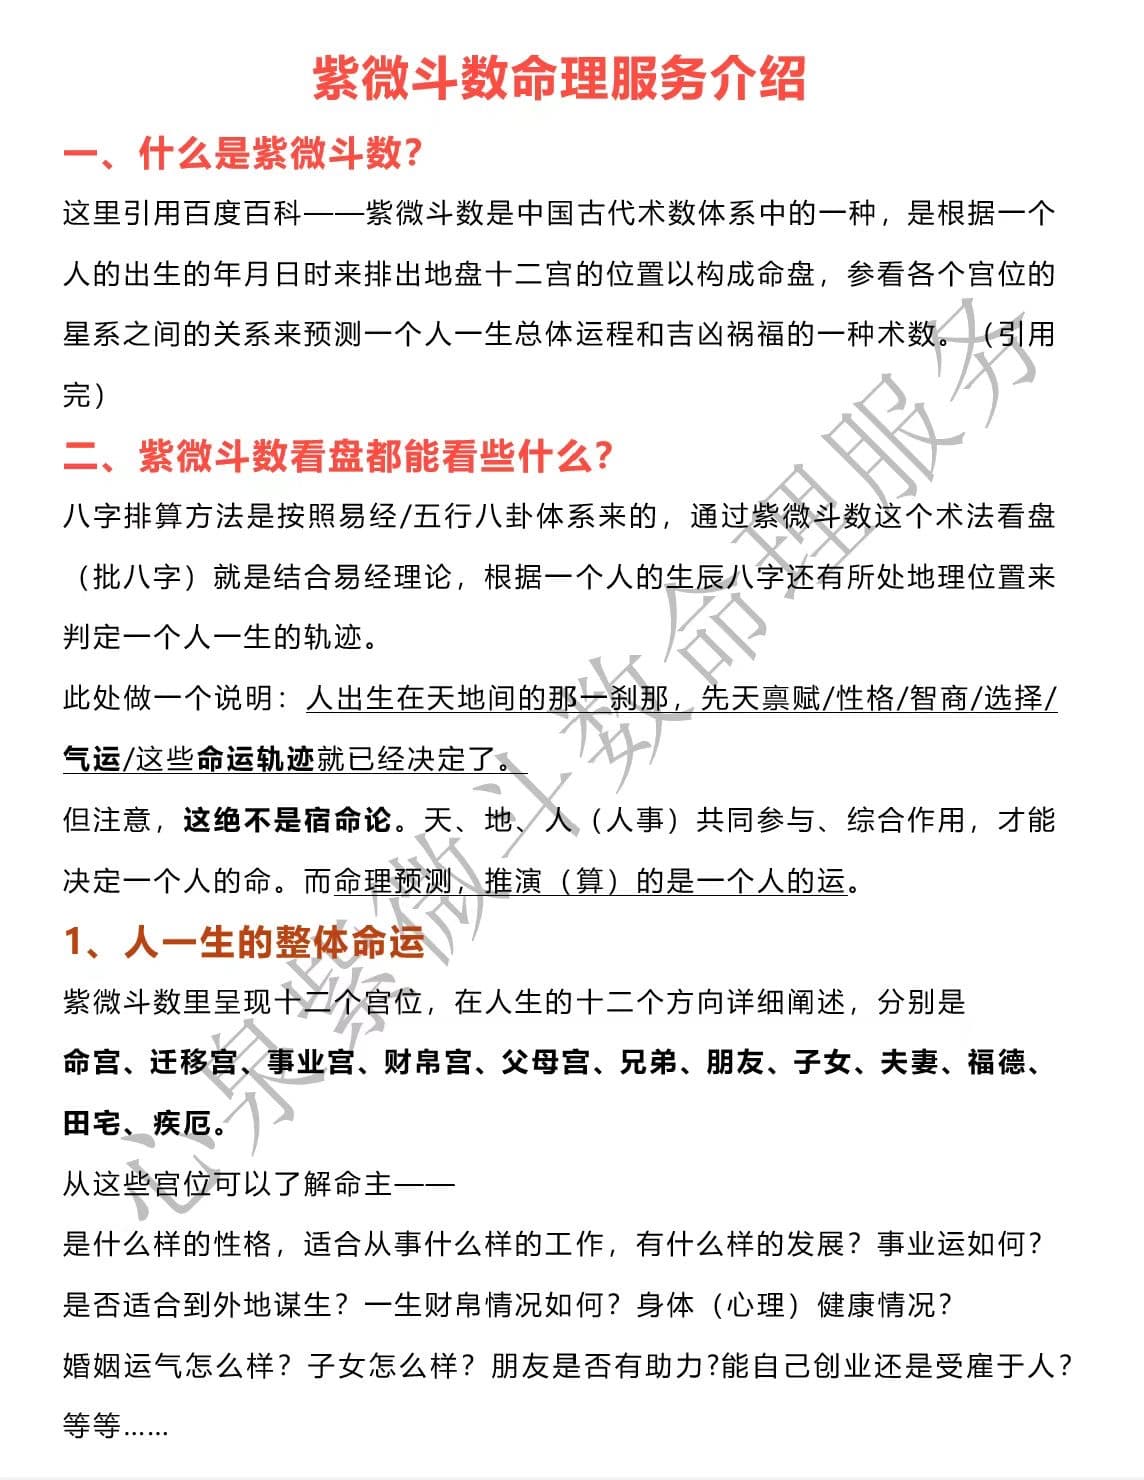 紫微斗数命理服务介绍
一、什么是紫微斗数?
这里引用百度百科——紫微斗数是中国古代术数体系中的一种，是根据一个
人的出生的年月日时来排出地盘十二宫的位置以构成命盘，参看各个宫位的
星系之间的关系来预测一个人一生总体运程和吉凶祸福的一种术数。（引用
完）
二、紫微斗数看盘都能看些什么?
八字排算方法是按照易经/五行八卦体系来的，通过紫微斗数这个术法看盘
（批八字）就是结合易经理论，根据一个人的生辰八字还有所处地理位置来
判定一个人一生的轨迹。
此处做一个说明：人出生在天地间的那一刹那，先天禀赋/性格/智商/选择/
气运/这些命运轨迹就已经决定了。
但注意，这绝不是宿命论。天、地、人（人事）共同参与、综合作用，才能
决定一个人的命。而命理预测，推演（算）的是一个人的运。
1、人一生的整体命运
紫微斗数里呈现十二个宫位，在人生的十二个方向详细阐述，分别是
命宫、迁移宫、事业宫、财帛宫、父母宫、兄弟、朋友、子女、夫妻、福德、
田宅、疾厄。
从这些宫位可以了解命主——
是什么样的性格，适合从事什么样的工作，有什么样的发展？事业运如何？
是否适合到外地谋生？一生财帛情况如何？身体（心理）健康情况？
婚姻运气怎么样？子女怎么样？朋友是否有助力?能自己创业还是受雇于人？
等等……
心泉紫微斗数命理服务